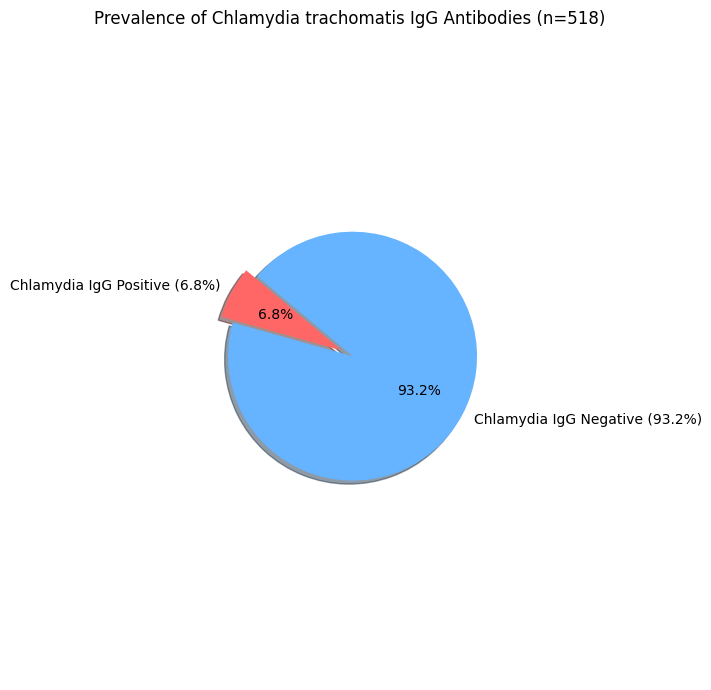 Prevalence of Chlamydia trachomatis IgG Antibodies (n=518)
Chlamydia IgG Positive (6.8%)
6.8%
93.2%
Chlamydia IgG Negative (93.2%)